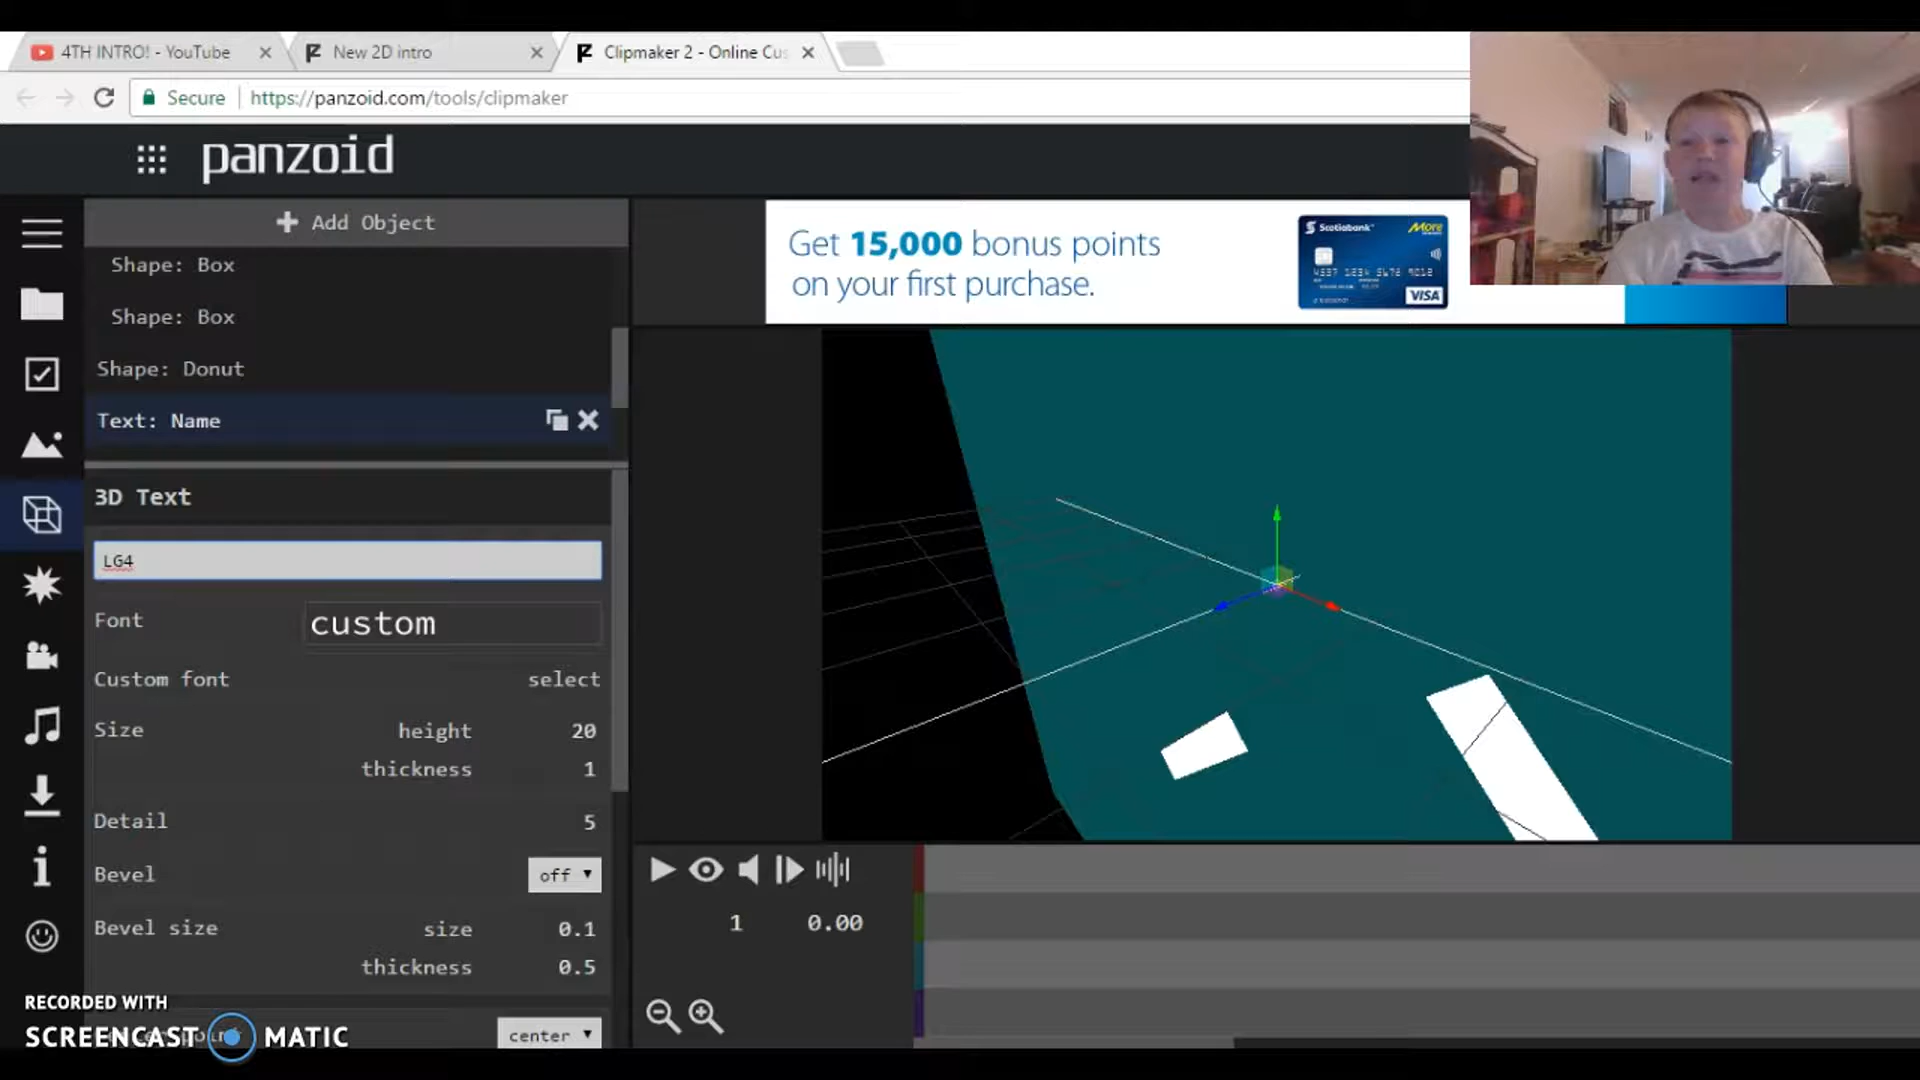 4TH INTRO! - YouTube
New 2D intro
Clipmaker 2 - Online Cus
Secure
https://panzoid.com/tools/clipmaker
panzoid
Add Object
Shape: Box
Shape: Box
Shape: Donut
Text: Name
3D Text
LG4
Font custom
Custom font select
Size height 20
thickness 1
Detail 5
Bevel off
Bevel size size 0.1
thickness 0.5
center
Get 15,000 bonus points
on your first purchase.
Scotiabank
More
VISA
1 0.00
RECORDED WITH
SCREENCAST MATIC